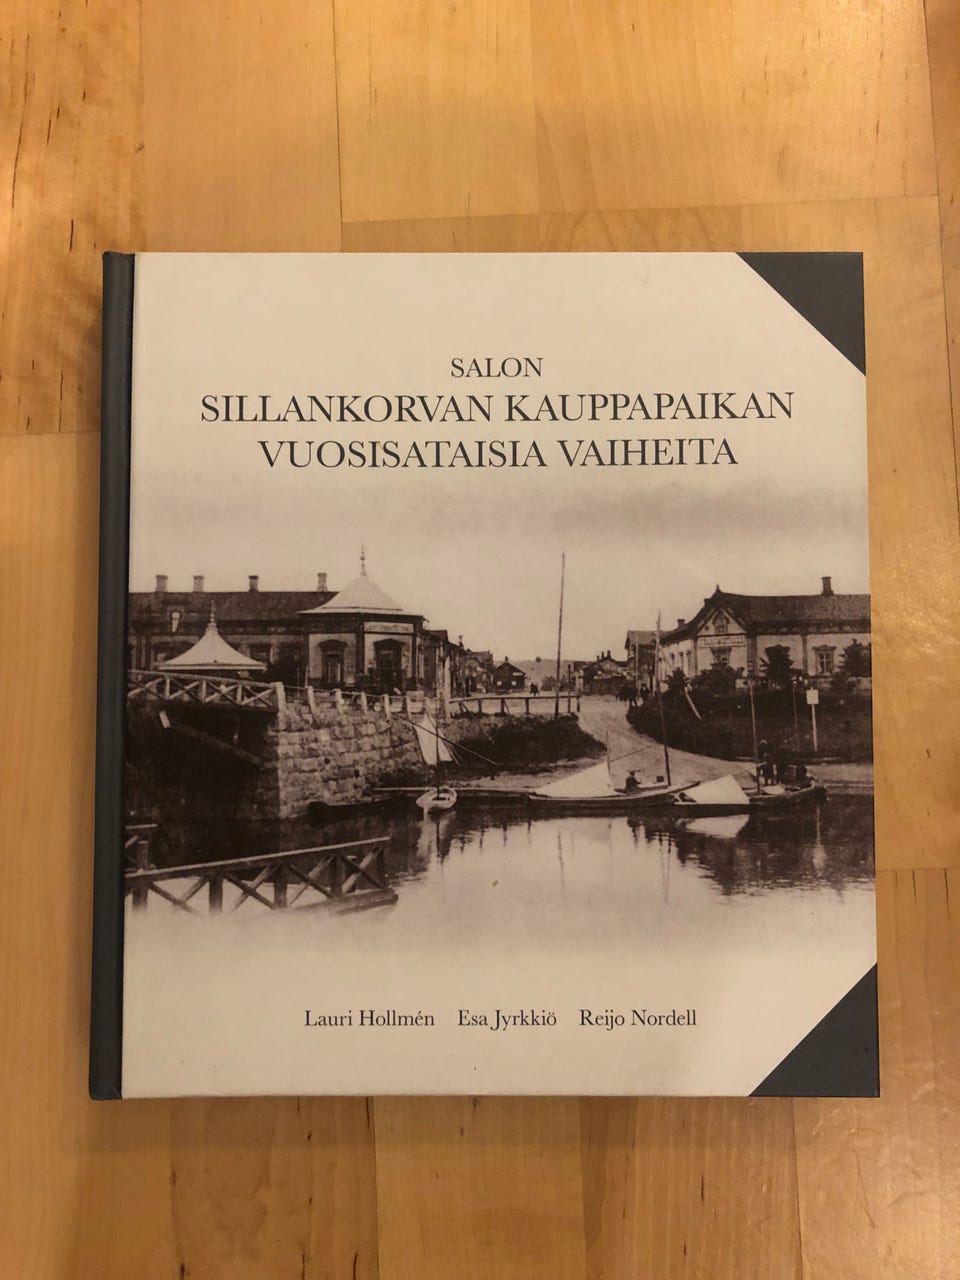 SALON
SILLANKORVAN KAUPPAPAIKAN
VUOSISATAISIA VAIHEITA
Lauri Hollmén Esa Jyrkkiö Reijo Nordell